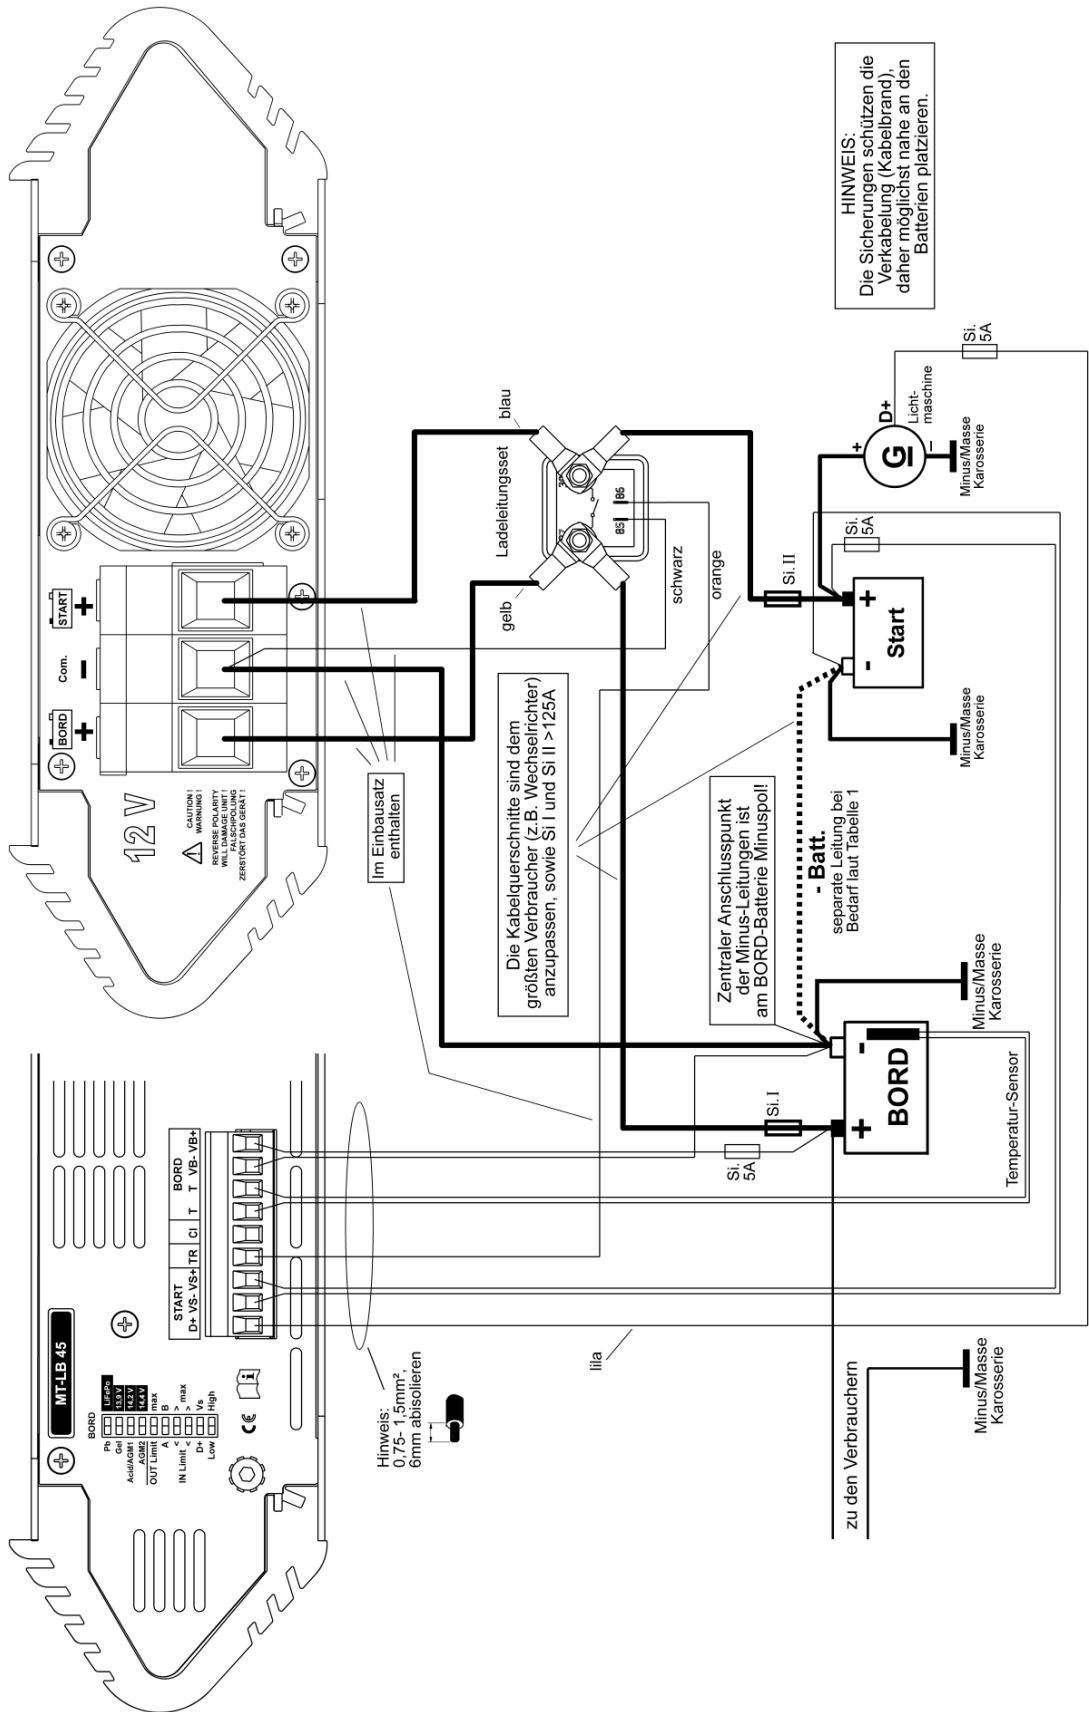 MT-LB 45
BORD
Pb
LiFePo
Gel
13,9 V
Acid/AGM1
14,2 V
AGM2
14,4 V
OUT Limit
max
A
B
IN Limit <
> max
<
>
D+
Vs
Low
High
CE
i
START
BORD
D+ VS- VS+ TR CI T T VB- VB+
Hinweis:
0,75- 1,5mm²,
6mm abisolieren
12 V
CAUTION !
WARNUNG !
REVERSE POLARITY
WILL DAMAGE UNIT !
FALSCHPOLUNG
ZERSTÖRT DAS GERÄT !
BORD
+
Com.
-
START
+
Im Einbausatz
enthalten
gelb
Ladeleitungsset
blau
85
86
schwarz
orange
Die Kabelquerschnitte sind dem
größten Verbraucher (z.B. Wechselrichter)
anzupassen, sowie Si I und Si II >125A
HINWEIS:
Die Sicherungen schützen die
Verkabelung (Kabelbrand),
daher möglichst nahe an den
Batterien platzieren.
Zentraler Anschlusspunkt
der Minus-Leitungen ist
am BORD-Batterie Minuspol!
- Batt.
separate Leitung bei
Bedarf laut Tabelle 1
Si.
5A
Si. I
Si. II
Si.
5A
Si.
5A
+ -
BORD
Temperatur-Sensor
Minus/Masse
Karosserie
- +
Start
Minus/Masse
Karosserie
+
G
-
D+
Licht-
maschine
Minus/Masse
Karosserie
lila
zu den Verbrauchern
Minus/Masse
Karosserie